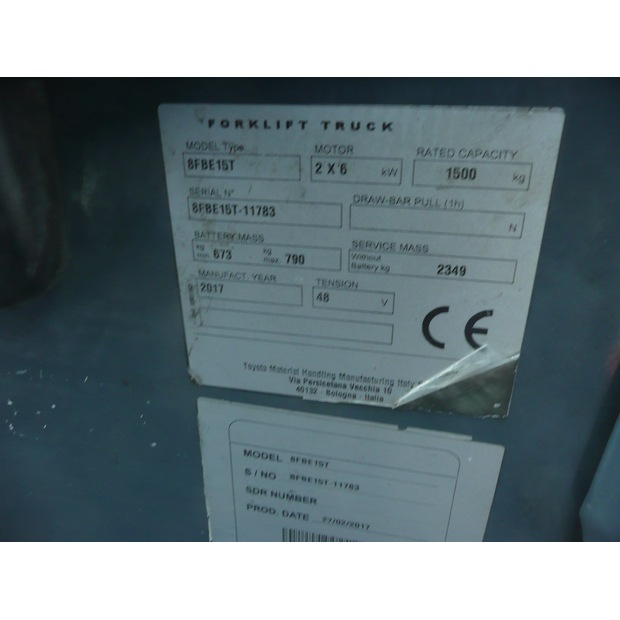 FORKLIFT TRUCK
MODEL Type MOTOR RATED CAPACITY
8FBE15T 2 X 6 kW 1500 kg
SERIAL N° DRAW-BAR PULL (1h)
8FBE15T-11783 N
BATTERY MASS SERVICE MASS
kg min. 673 kg max. 790 Without Battery kg 2349
MANUFACT. YEAR TENSION
2017 48 V
CE
Toyota Material Handling Manufacturing Italy
Via Persicetana Vecchia 10
40132 - Bologna - Italia
MODEL 8FBE15T
S / NO 8FBE15T-11783
SDR NUMBER
PROD. DATE 27/02/2017